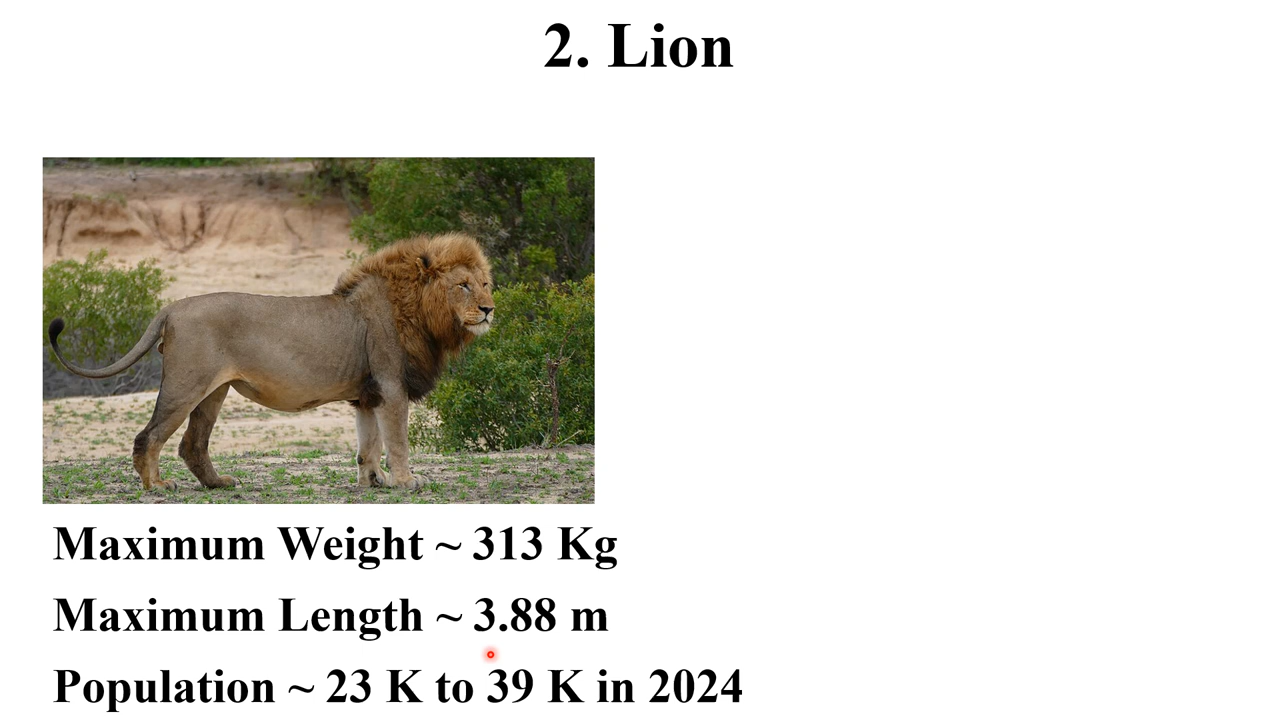 2. Lion
Maximum Weight ~ 313 Kg
Maximum Length ~ 3.88 m
Population ~ 23 K to 39 K in 2024